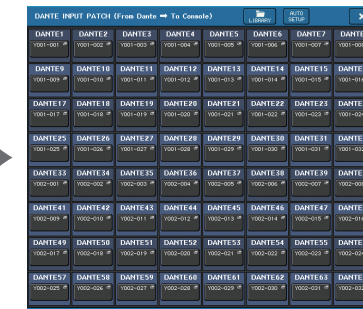 DANTE INPUT PATCH (From Dante ➡ To Console) LIBRARY AUTO SETUP
DANTE1 DANTE2 DANTE3 DANTE4 DANTE5 DANTE6 DANTE7 DANTE
Y001-001 Y001-002 Y001-003 Y001-004 Y001-005 Y001-006 Y001-007 Y001-00
DANTE9 DANTE10 DANTE11 DANTE12 DANTE13 DANTE14 DANTE15 DANTE
Y001-009 Y001-010 Y001-011 Y001-012 Y001-013 Y001-014 Y001-015 Y001-01
DANTE17 DANTE18 DANTE19 DANTE20 DANTE21 DANTE22 DANTE23 DANTE
Y001-017 Y001-018 Y001-019 Y001-020 Y001-021 Y001-022 Y001-023 Y001-02
DANTE25 DANTE26 DANTE27 DANTE28 DANTE29 DANTE30 DANTE31 DANTE
Y001-025 Y001-026 Y001-027 Y001-028 Y001-029 Y001-030 Y001-031 Y001-03
DANTE33 DANTE34 DANTE35 DANTE36 DANTE37 DANTE38 DANTE39 DANTE
Y002-001 Y002-002 Y002-003 Y002-004 Y002-005 Y002-006 Y002-007 Y002-00
DANTE41 DANTE42 DANTE43 DANTE44 DANTE45 DANTE46 DANTE47 DANTE
Y002-009 Y002-010 Y002-011 Y002-012 Y002-013 Y002-014 Y002-015 Y002-01
DANTE49 DANTE50 DANTE51 DANTE52 DANTE53 DANTE54 DANTE55 DANTE
Y002-017 Y002-018 Y002-019 Y002-020 Y002-021 Y002-022 Y002-023 Y002-02
DANTE57 DANTE58 DANTE59 DANTE60 DANTE61 DANTE62 DANTE63 DANTE
Y002-025 Y002-026 Y002-027 Y002-028 Y002-029 Y002-030 Y002-031 Y002-03